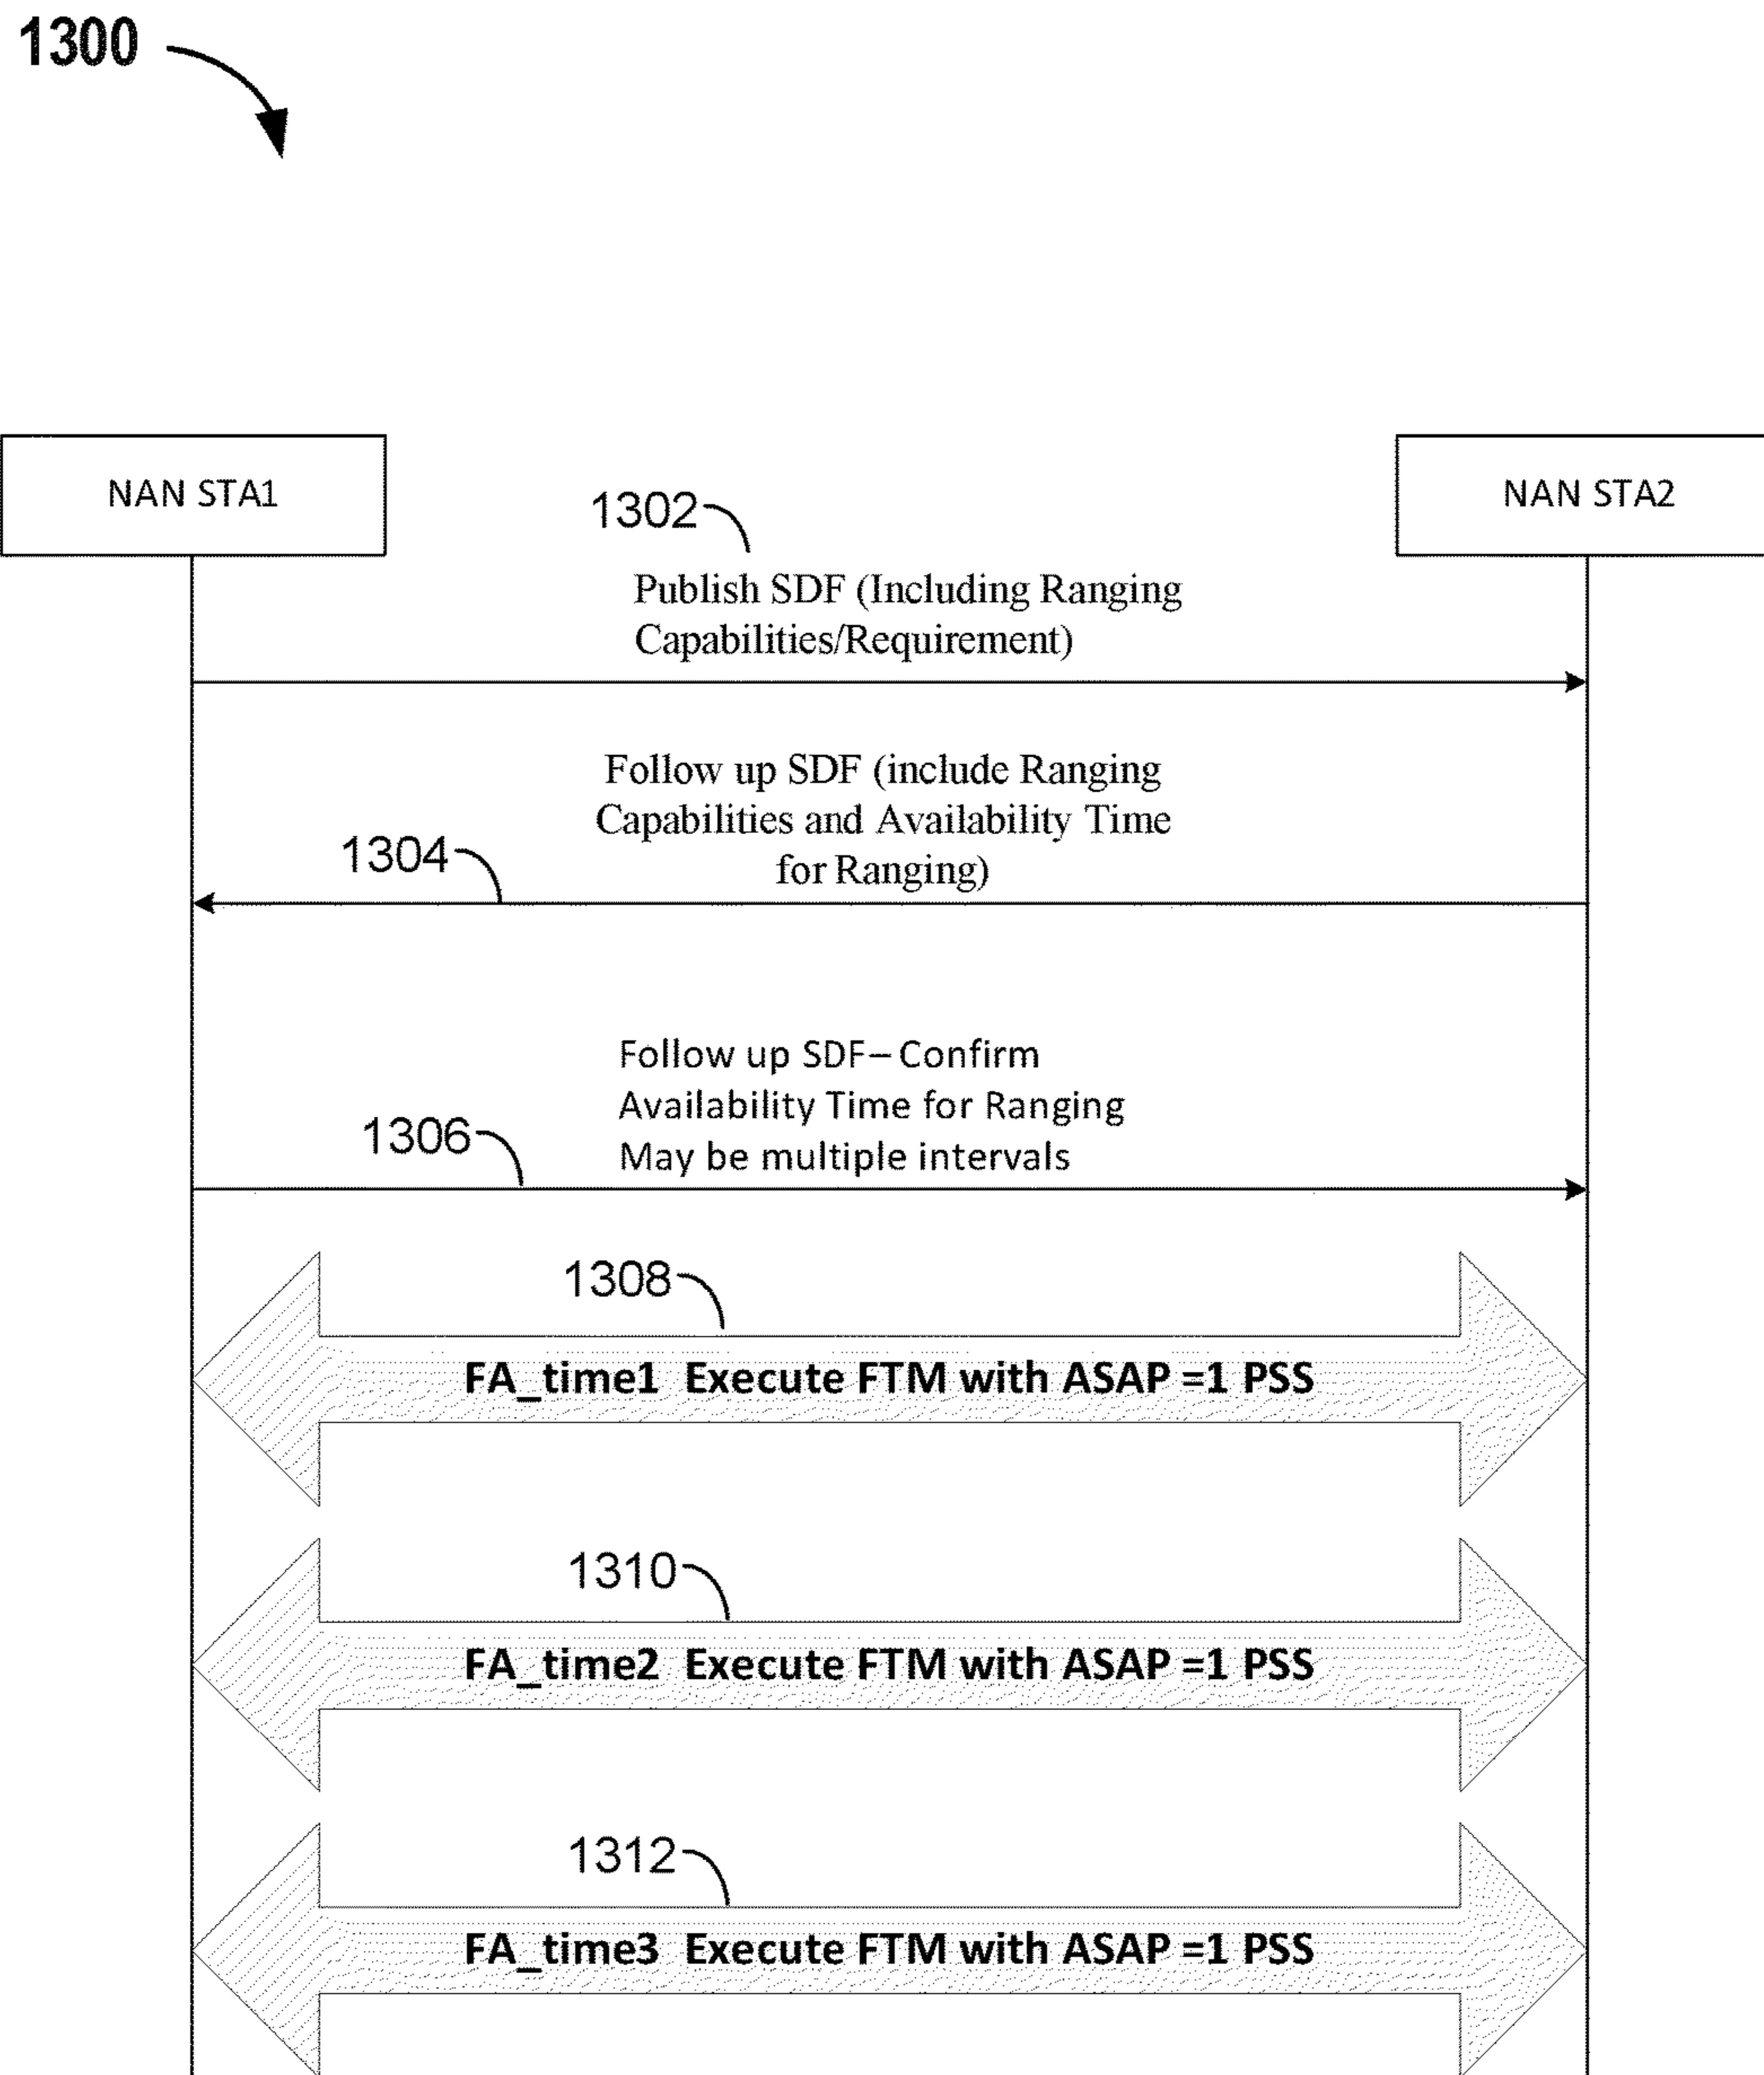 1300
NAN STA1
NAN STA2
1302
Publish SDF (Including Ranging
Capabilities/Requirement)
Follow up SDF (include Ranging
Capabilities and Availability Time
for Ranging)
1304
Follow up SDF– Confirm
Availability Time for Ranging
May be multiple intervals
1306
1308
FA_time1 Execute FTM with ASAP =1 PSS
1310
FA_time2 Execute FTM with ASAP =1 PSS
1312
FA_time3 Execute FTM with ASAP =1 PSS